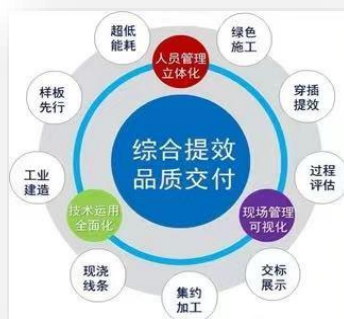 超低
能耗
绿色
施工
人员管理
立体化
样板
先行
穿插
提效
综合提效
品质交付
工业
建造
过程
评估
技术运用
全面化
现场管理
可视化
现浇
线条
交标
展示
集约
加工